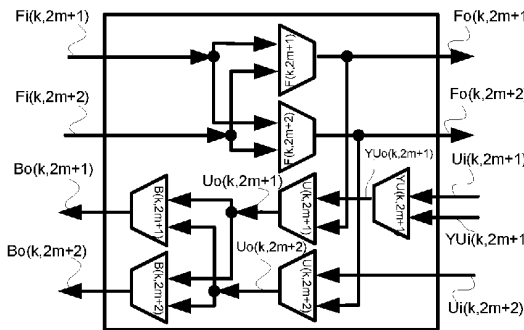 Fi(k,2m+1)
Fo(k,2m+1)
F(k,2m+1)
Fi(k,2m+2)
Fo(k,2m+2)
F(k,2m+2)
YUo(k,2m+1)
Ui(k,2m+1)
Bo(k,2m+1)
Uo(k,2m+1)
B(k,2m+1)
U(k,2m+1)
YU(k,2m+1)
YUi(k,2m+1
Bo(k,2m+2)
Uo(k,2m+2)
B(k,2m+2)
U(k,2m+2)
Ui(k,2m+2)